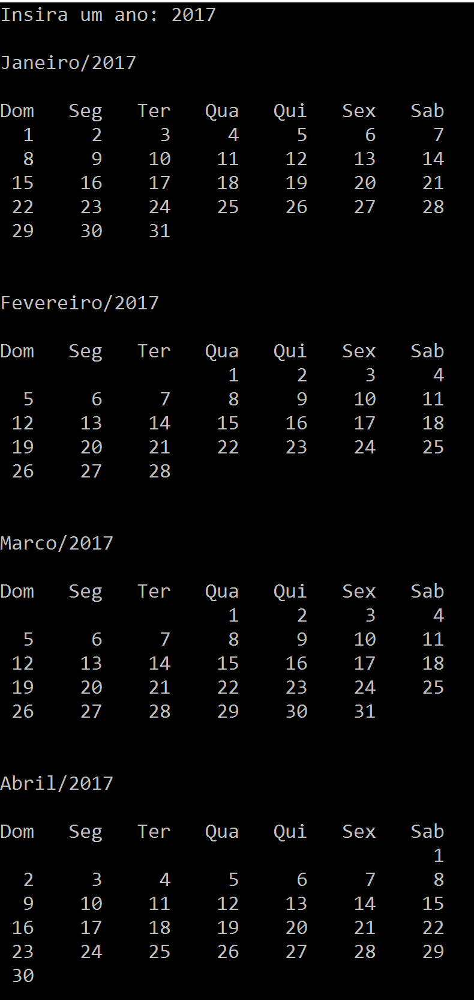 Insira um ano: 2017
Janeiro/2017
Dom   Seg   Ter   Qua   Qui   Sex   Sab
  1     2     3     4     5     6     7
  8     9    10    11    12    13    14
 15    16    17    18    19    20    21
 22    23    24    25    26    27    28
 29    30    31
Fevereiro/2017
Dom   Seg   Ter   Qua   Qui   Sex   Sab
                    1     2     3     4
  5     6     7     8     9    10    11
 12    13    14    15    16    17    18
 19    20    21    22    23    24    25
 26    27    28
Marco/2017
Dom   Seg   Ter   Qua   Qui   Sex   Sab
                    1     2     3     4
  5     6     7     8     9    10    11
 12    13    14    15    16    17    18
 19    20    21    22    23    24    25
 26    27    28    29    30    31
Abril/2017
Dom   Seg   Ter   Qua   Qui   Sex   Sab
                                      1
  2     3     4     5     6     7     8
  9    10    11    12    13    14    15
 16    17    18    19    20    21    22
 23    24    25    26    27    28    29
 30